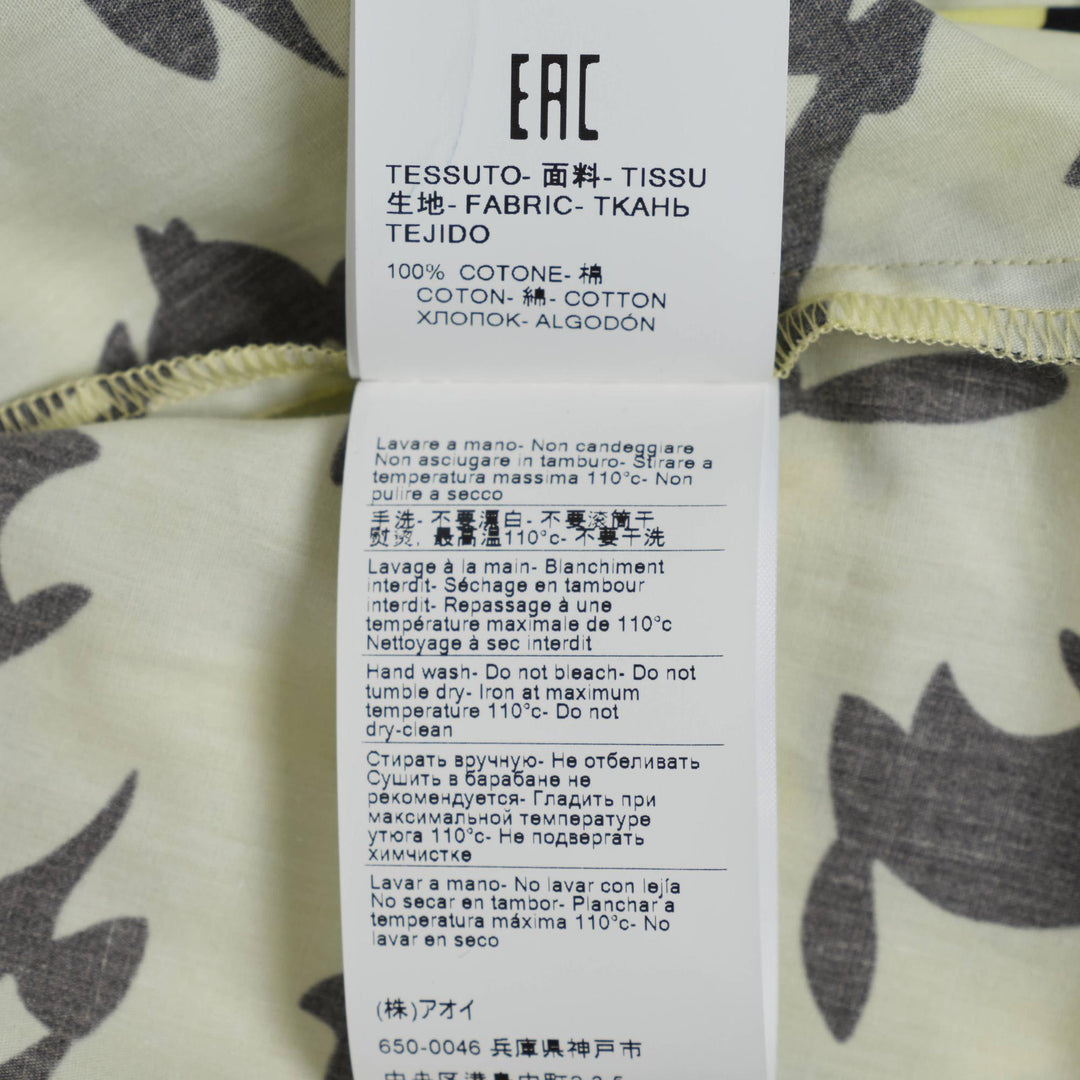 EAC
TESSUTO- 面料- TISSU
生地- FABRIC- ТКАНЬ
TEJIDO
100% COTONE- 棉
COTON- 綿- COTTON
ХЛОПОК- ALGODÓN
Lavare a mano- Non candeggiare
Non asciugare in tamburo- Stirare a
temperatura massima 110°c- Non
pulire a secco
手洗- 不要漂白- 不要滚筒干
熨烫, 最高温110°c- 不要干洗
Lavage à la main- Blanchiment
interdit- Séchage en tambour
interdit- Repassage à une
température maximale de 110°c
Nettoyage à sec interdit
Hand wash- Do not bleach- Do not
tumble dry- Iron at maximum
temperature 110°c- Do not
dry-clean
Стирать вручную- Не отбеливать
Сушить в барабане не
рекомендуется- Гладить при
максимальной температуре
утюга 110°c- Не подвергать
химчистке
Lavar a mano- No lavar con lejía
No secar en tambor- Planchar a
temperatura máxima 110°c- No
lavar en seco
(株)アオイ
650-0046 兵庫県神戸市
中央区港島中町